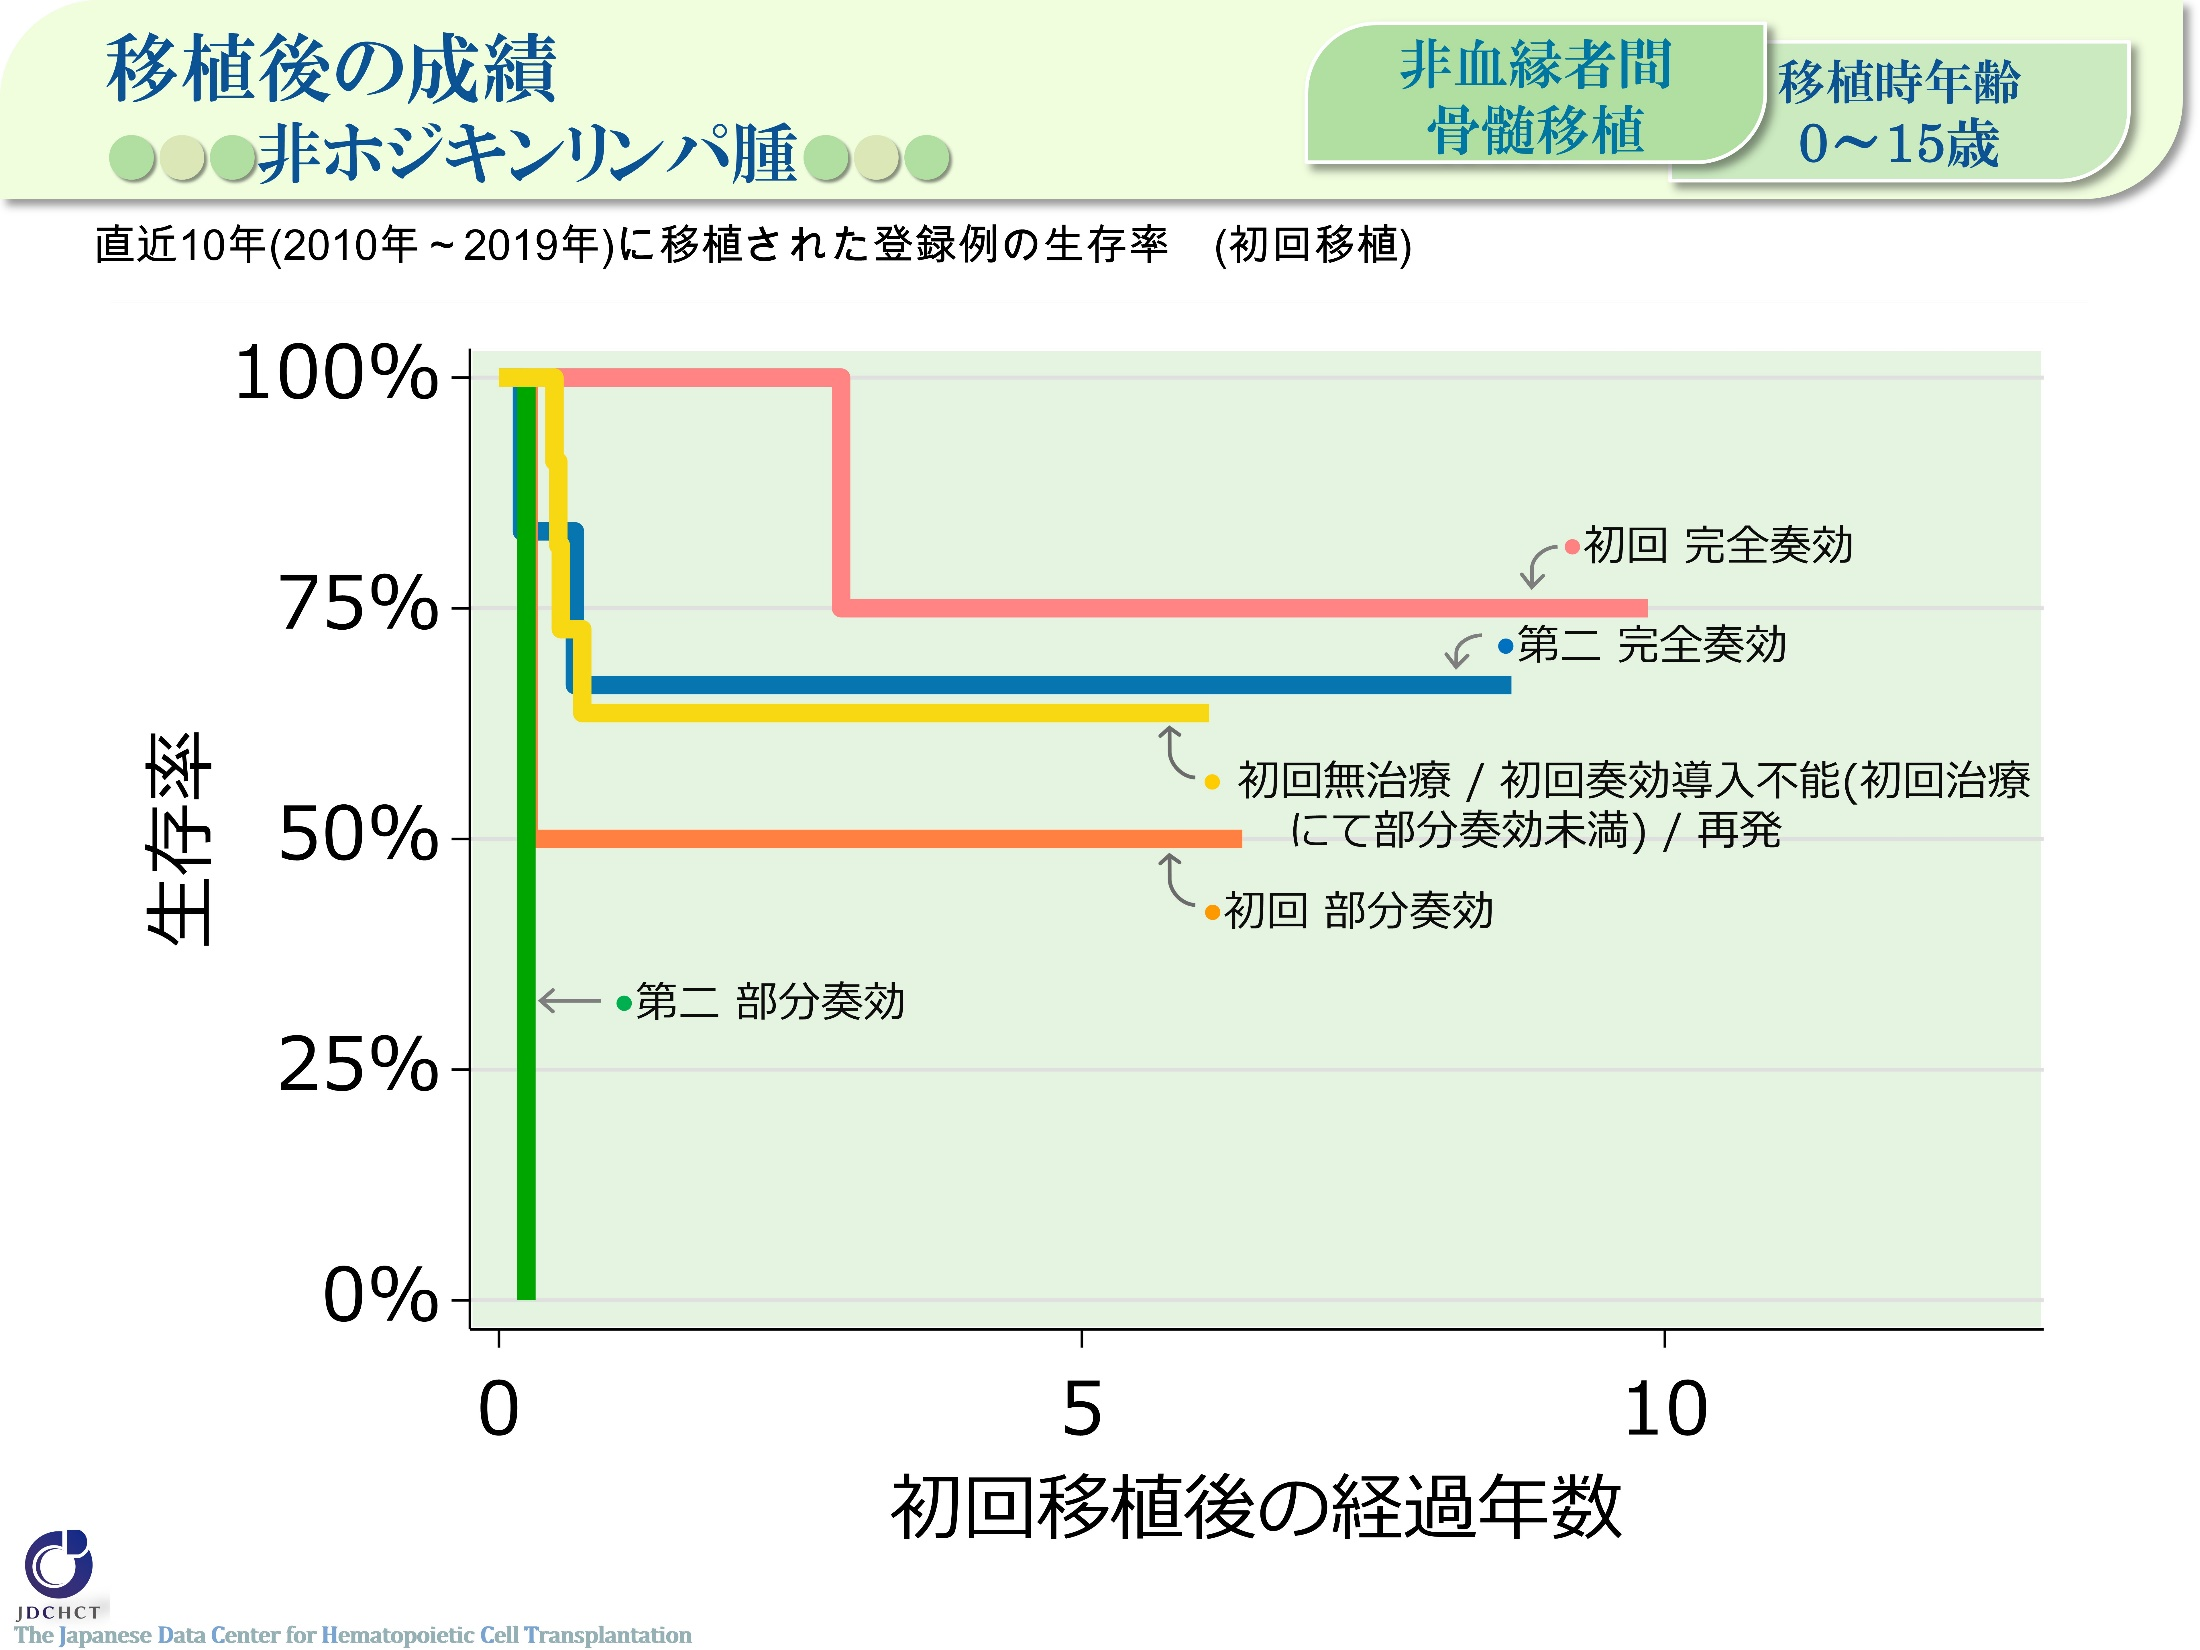 移植後の成績
非ホジキンリンパ腫
非血縁者間
骨髄移植
移植時年齢
0～15歳
直近10年(2010年～2019年)に移植された登録例の生存率　(初回移植)
100%
75%
50%
25%
0%
生存率
初回 完全奏効
第二 完全奏効
初回無治療 / 初回奏効導入不能(初回治療
にて部分奏効未満) / 再発
初回 部分奏効
第二 部分奏効
0
5
10
初回移植後の経過年数
JDCHCT
The Japanese Data Center for Hematopoietic Cell Transplantation